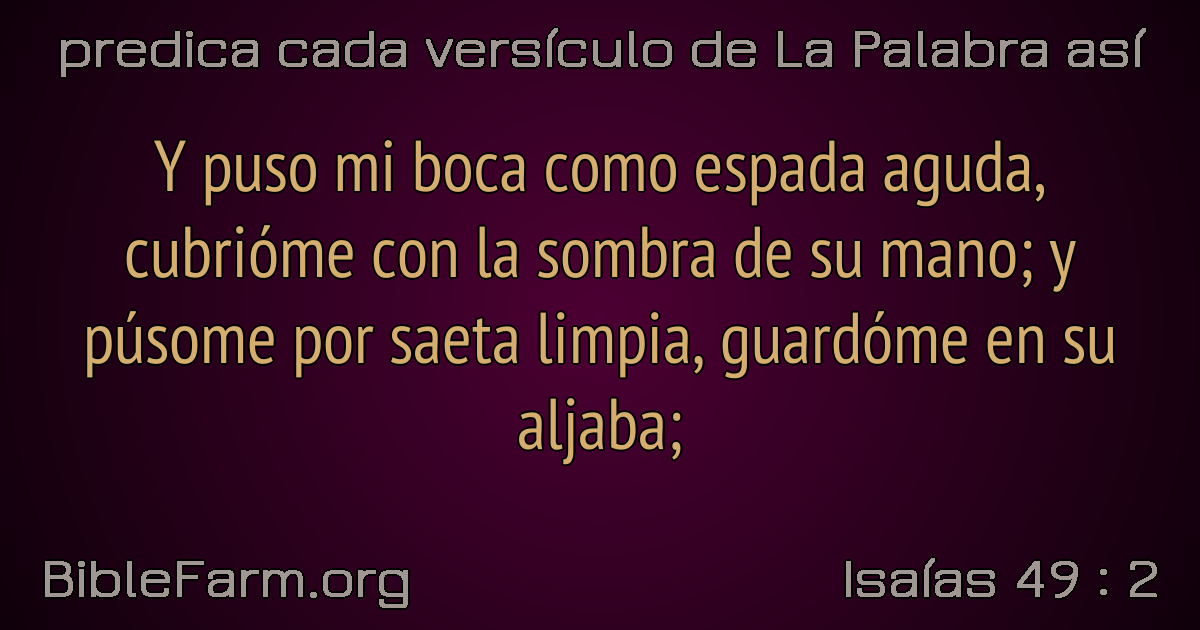 predica cada versículo de La Palabra así
Y puso mi boca como espada aguda,
cubrióme con la sombra de su mano; y
púsome por saeta limpia, guardóme en su
aljaba;
BibleFarm.org
Isaías 49 : 2